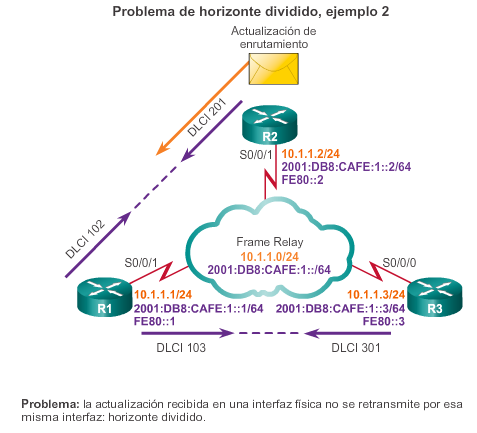 Problema de horizonte dividido, ejemplo 2
Actualización de
enrutamiento
DLCI 201
R2
S0/0/1
10.1.1.2/24
2001:DB8:CAFE:1::2/64
FE80::2
DLCI 102
Frame Relay
10.1.1.0/24
2001:DB8:CAFE:1::/64
S0/0/1
S0/0/0
R1
10.1.1.1/24
2001:DB8:CAFE:1::1/64
FE80::1
10.1.1.3/24
2001:DB8:CAFE:1::3/64
FE80::3
R3
DLCI 103
DLCI 301
Problema: la actualización recibida en una interfaz física no se retransmite por esa
misma interfaz: horizonte dividido.